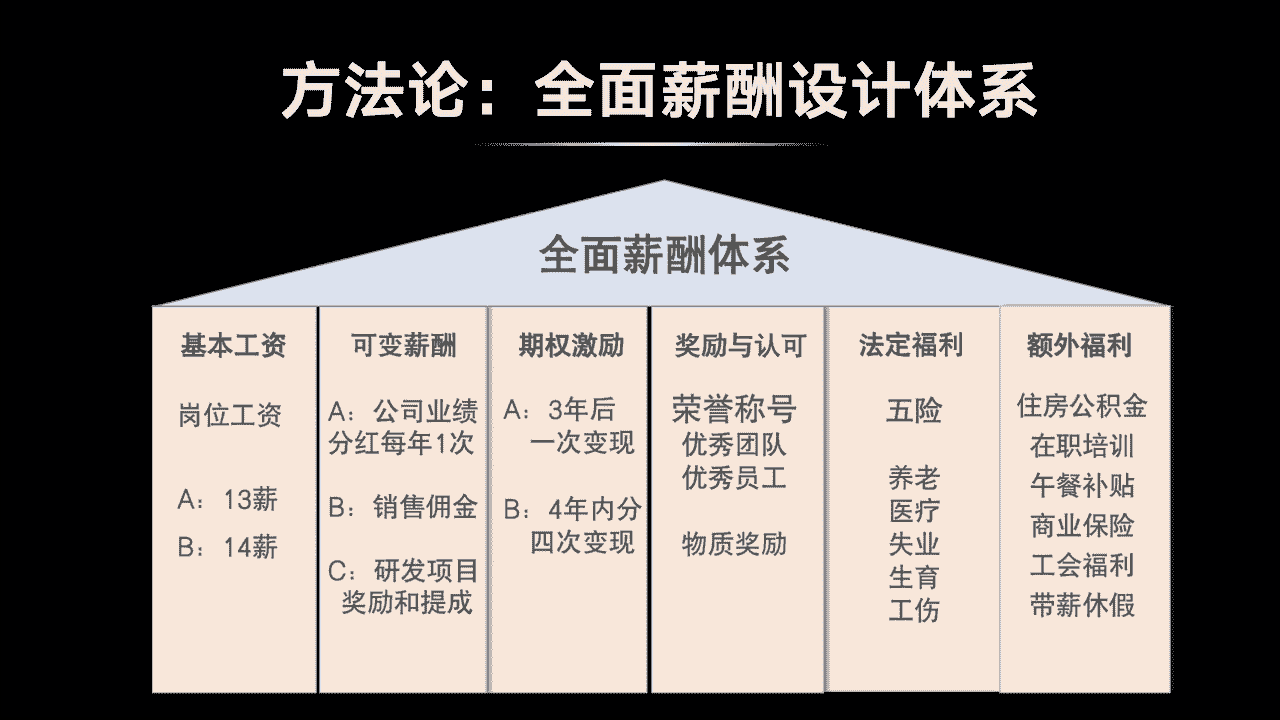 方法论：全面薪酬设计体系
全面薪酬体系
基本工资
岗位工资
A：13薪
B：14薪
可变薪酬
A：公司业绩
分红每年1次
B：销售佣金
C：研发项目
奖励和提成
期权激励
A：3年后
一次变现
B：4年内分
四次变现
奖励与认可
荣誉称号
优秀团队
优秀员工
物质奖励
法定福利
五险
养老
医疗
失业
生育
工伤
额外福利
住房公积金
在职培训
午餐补贴
商业保险
工会福利
带薪休假